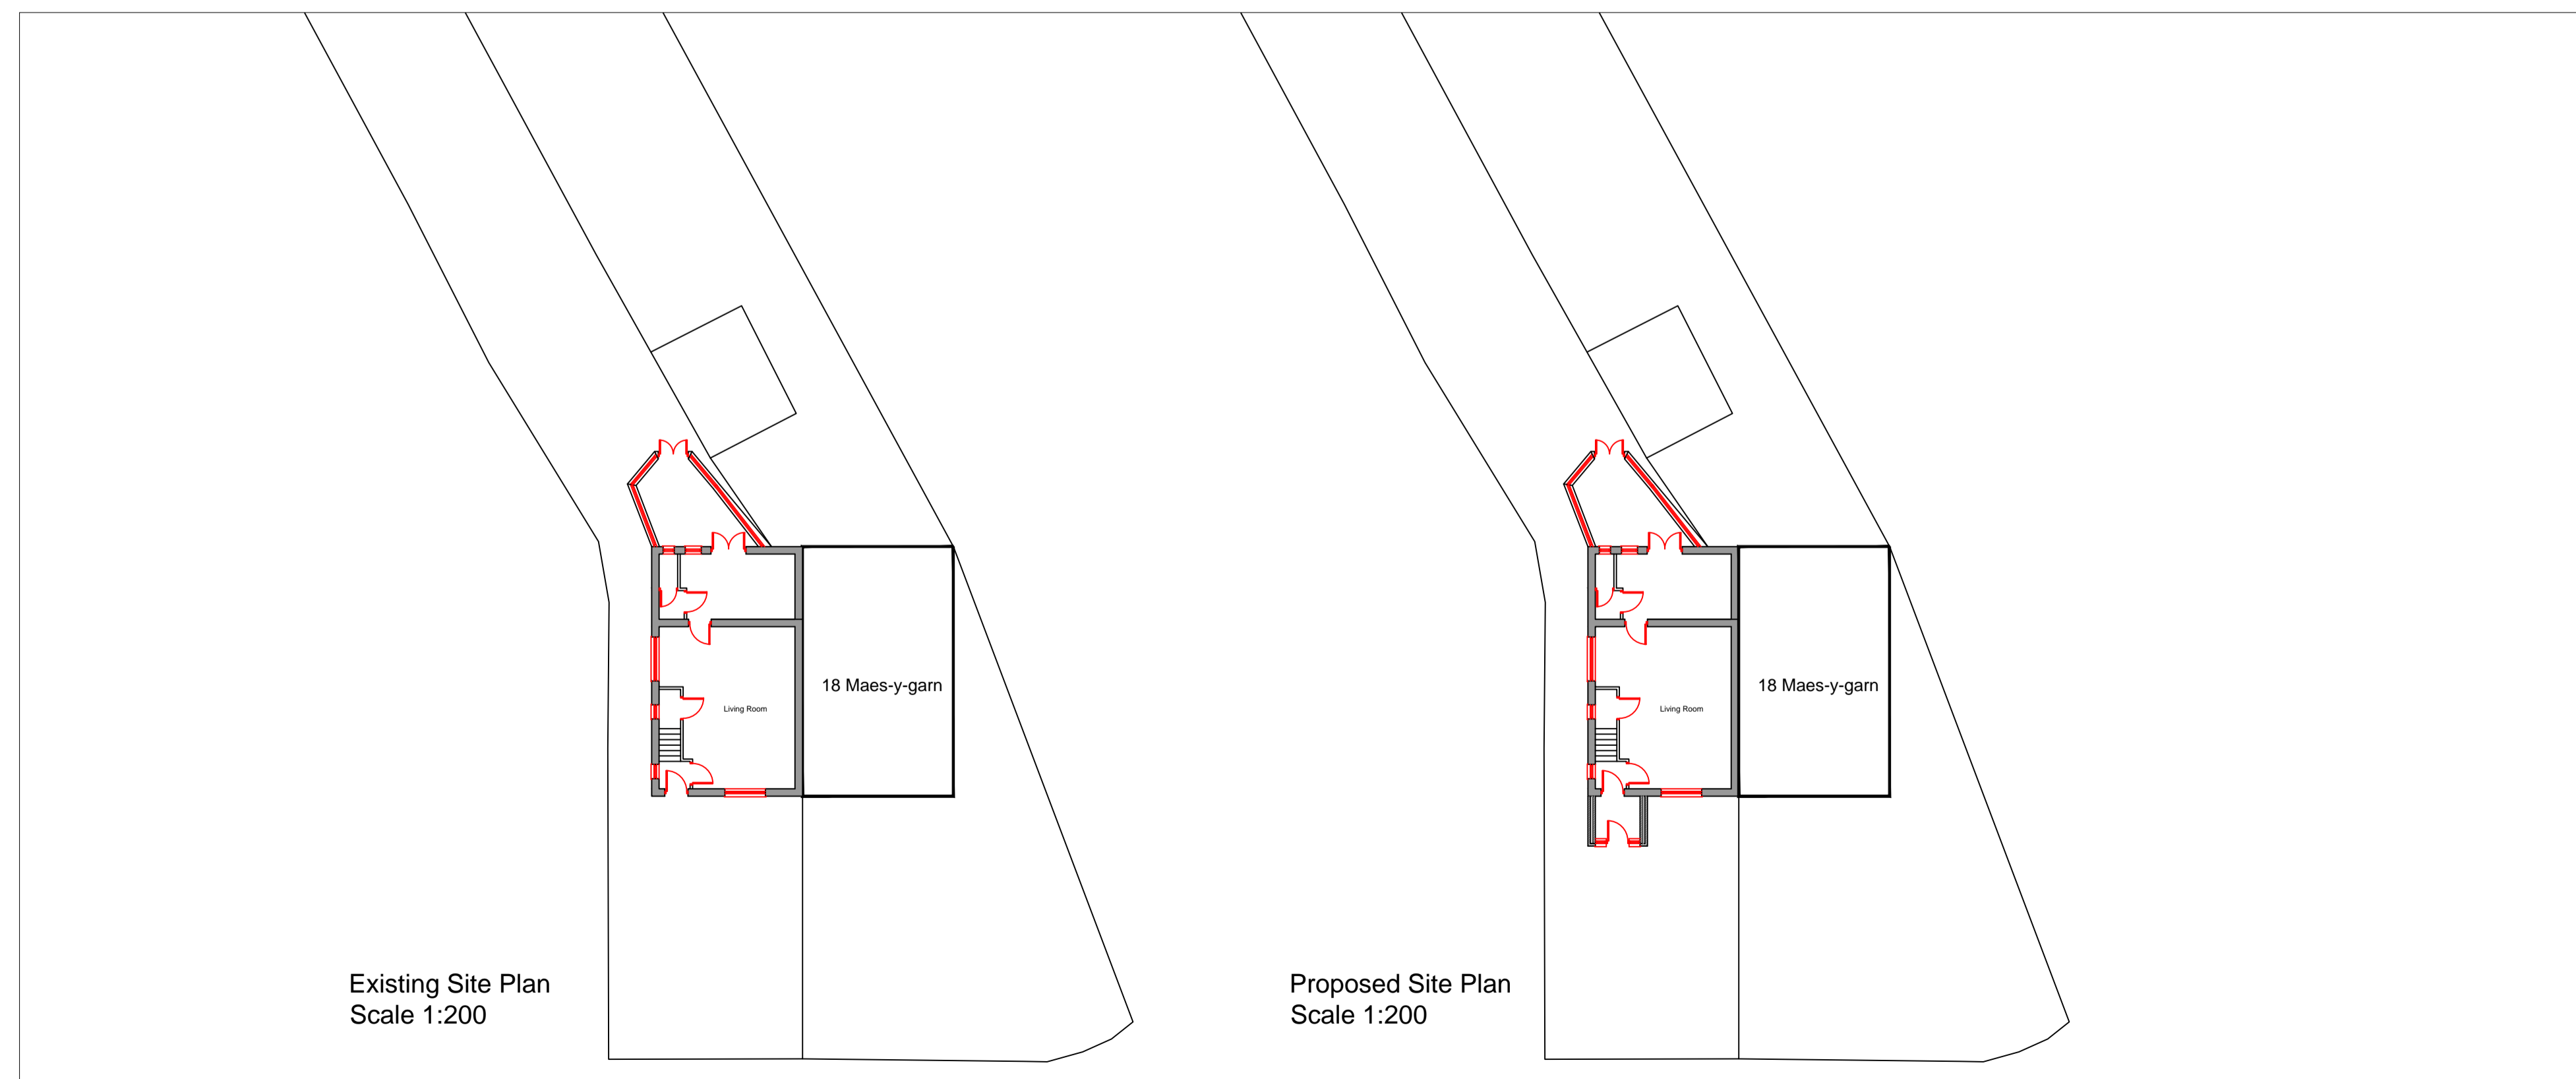 18 Maes-y-garn
Living Room
Existing Site Plan
Scale 1:200
18 Maes-y-garn
Living Room
Proposed Site Plan
Scale 1:200